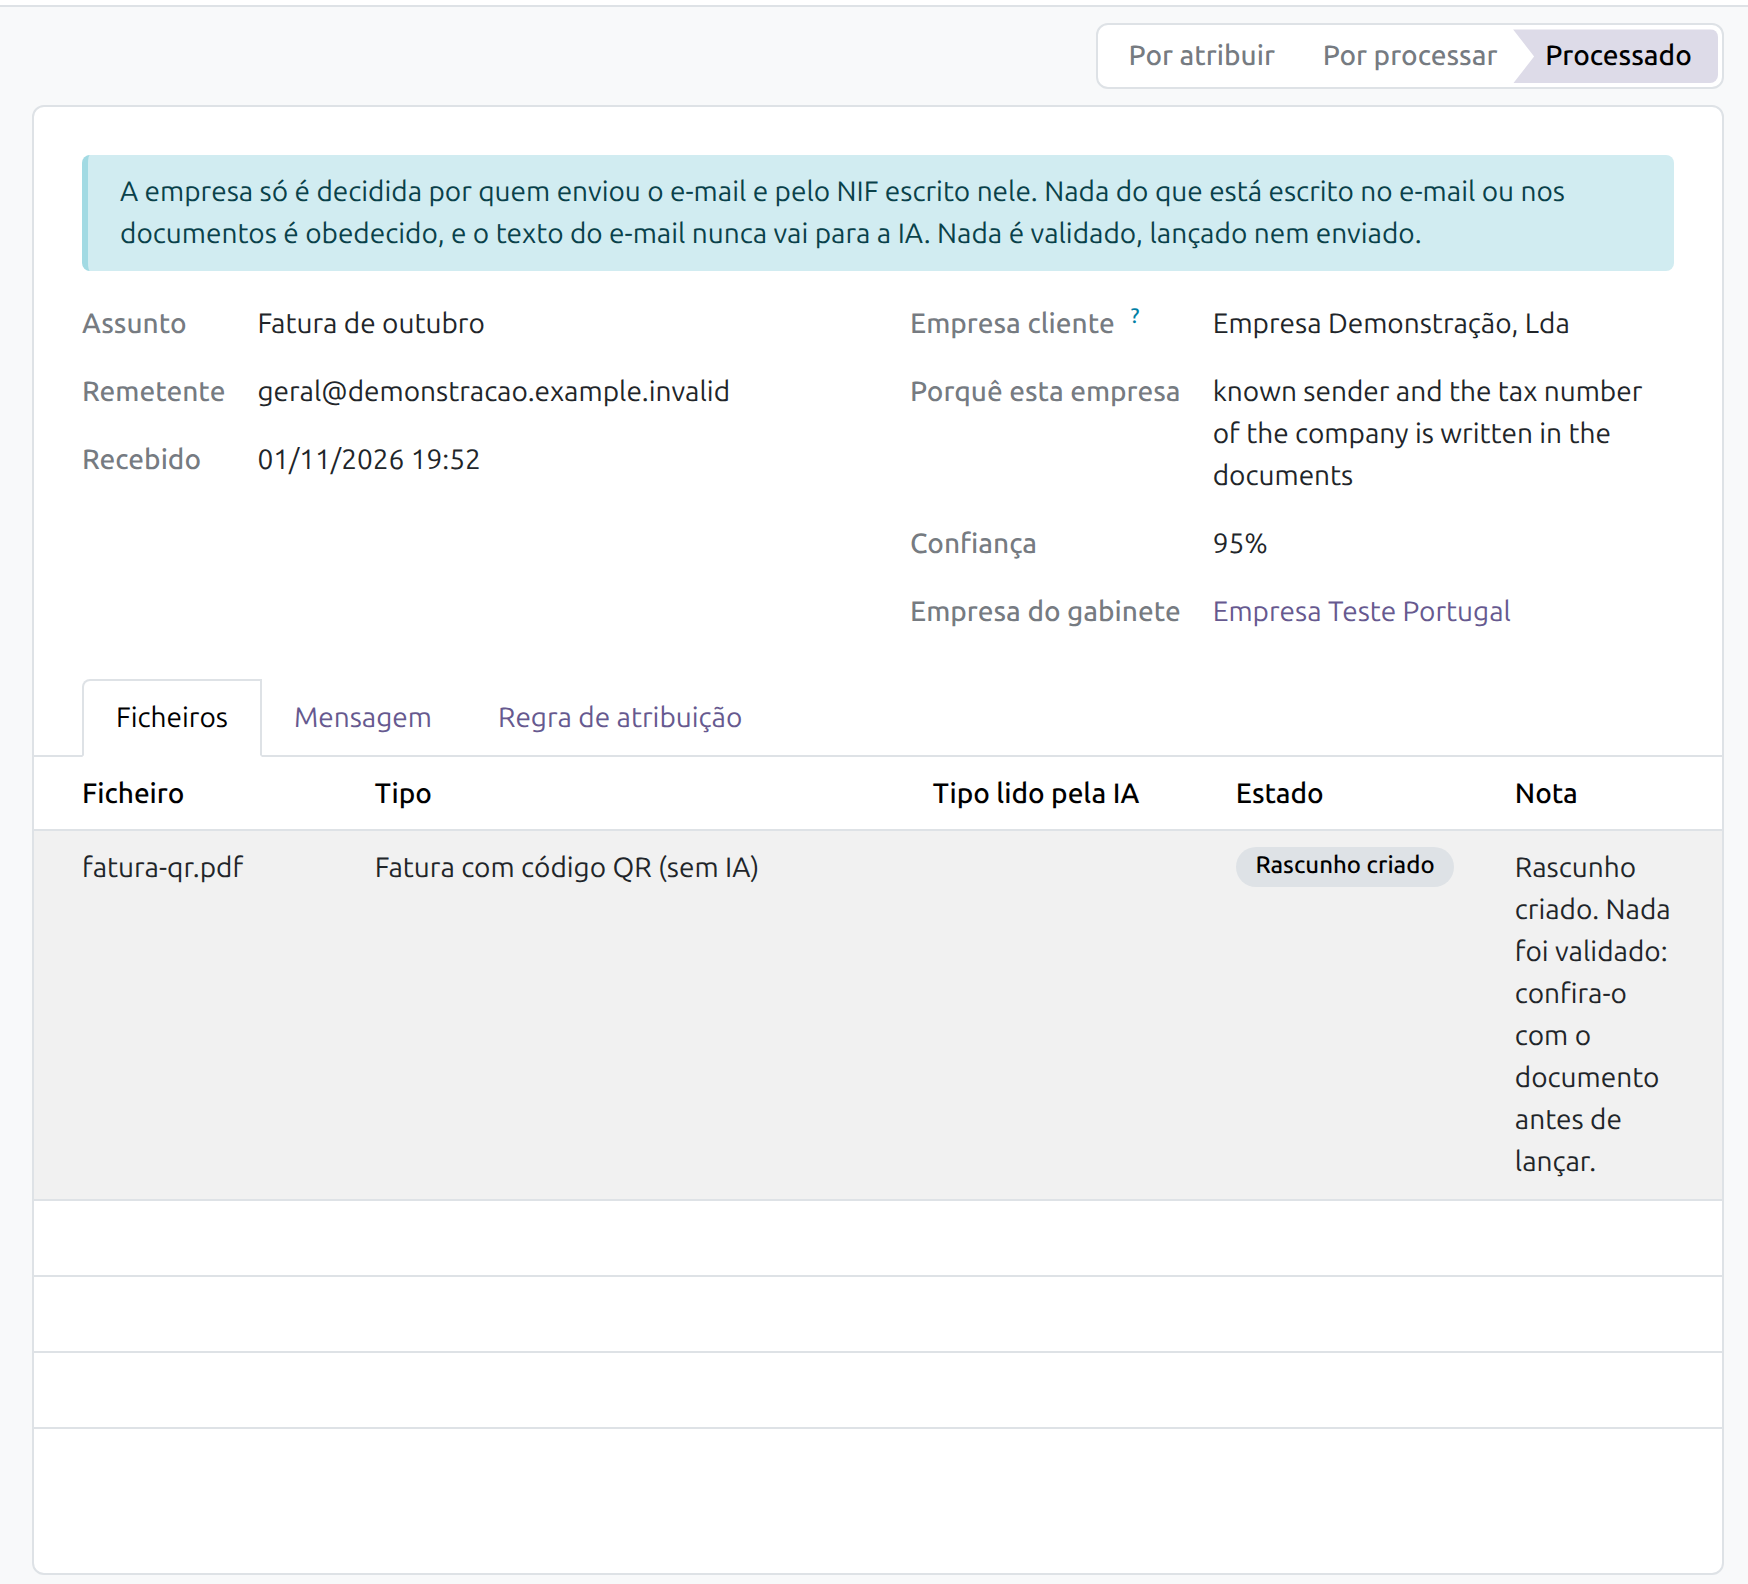 Por atribuir Por processar Processado
A empresa só é decidida por quem enviou o e-mail e pelo NIF escrito nele. Nada do que está escrito no e-mail ou nos
documentos é obedecido, e o texto do e-mail nunca vai para a IA. Nada é validado, lançado nem enviado.
Assunto Fatura de outubro
Remetente geral@demonstracao.example.invalid
Recebido 01/11/2026 19:52
Empresa cliente ? Empresa Demonstração, Lda
Porquê esta empresa known sender and the tax number
of the company is written in the
documents
Confiança 95%
Empresa do gabinete Empresa Teste Portugal
Ficheiros Mensagem Regra de atribuição
Ficheiro Tipo Tipo lido pela IA Estado Nota
fatura-qr.pdf Fatura com código QR (sem IA) Rascunho criado Rascunho
criado. Nada
foi validado:
confira-o
com o
documento
antes de
lançar.